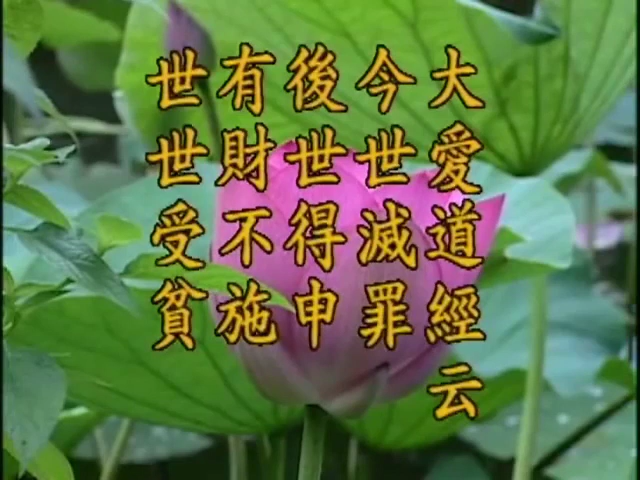 大愛道經云
今世滅罪
後世得申
有財不施
世世受貧